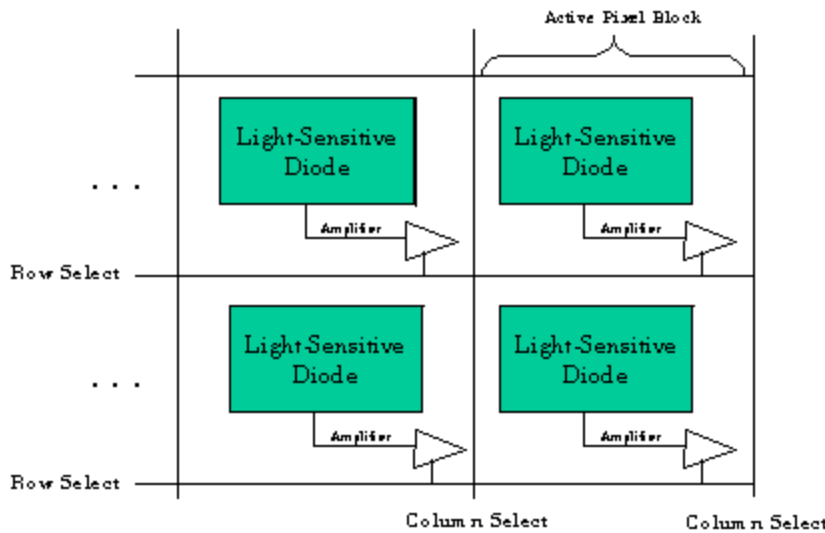 Active Pixel Block
Light-Sensitive
Diode
Light-Sensitive
Diode
. . .
Amplifier
Amplifier
Row Select
Light-Sensitive
Diode
Light-Sensitive
Diode
. . .
Amplifier
Amplifier
Row Select
Column Select
Column Select